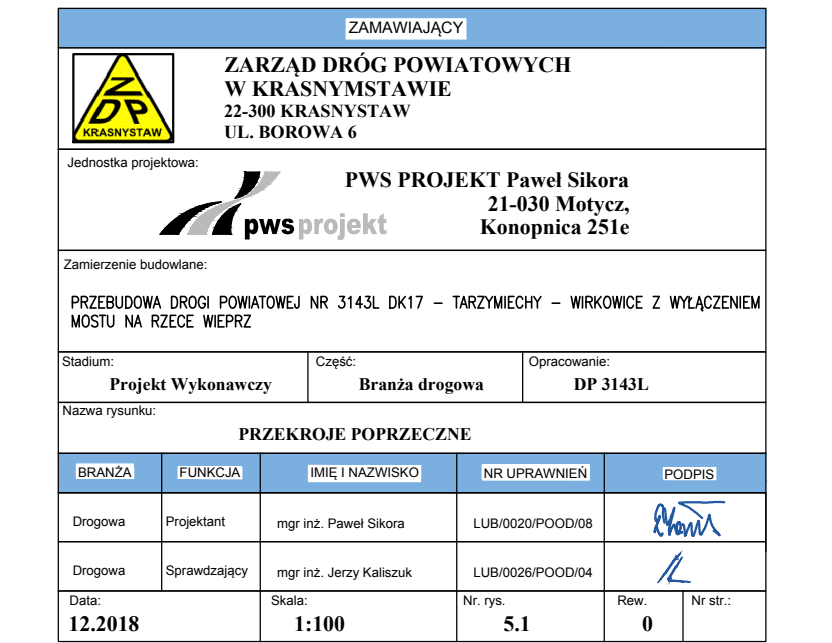 ZAMAWIAJĄCY
ZDP
KRASNYSTAW
ZARZĄD DRÓG POWIATOWYCH
W KRASNYMSTAWIE
22-300 KRASNYSTAW
UL. BOROWA 6
Jednostka projektowa:
pwsprojekt
PWS PROJEKT Paweł Sikora
21-030 Motycz,
Konopnica 251e
Zamierzenie budowlane:
PRZEBUDOWA DROGI POWIATOWEJ NR 3143L DK17 – TARZYMIECHY – WIRKOWICE Z WYŁĄCZENIEM
MOSTU NA RZECE WIEPRZ
Stadium: Część: Opracowanie:
Projekt Wykonawczy Branża drogowa DP 3143L
Nazwa rysunku:
PRZEKROJE POPRZECZNE
BRANŻA FUNKCJA IMIĘ I NAZWISKO NR UPRAWNIEŃ PODPIS
Drogowa Projektant mgr inż. Paweł Sikora LUB/0020/POOD/08
Drogowa Sprawdzający mgr inż. Jerzy Kaliszuk LUB/0026/POOD/04
Data: Skala: Nr. rys. Rew. Nr str.:
12.2018 1:100 5.1 0